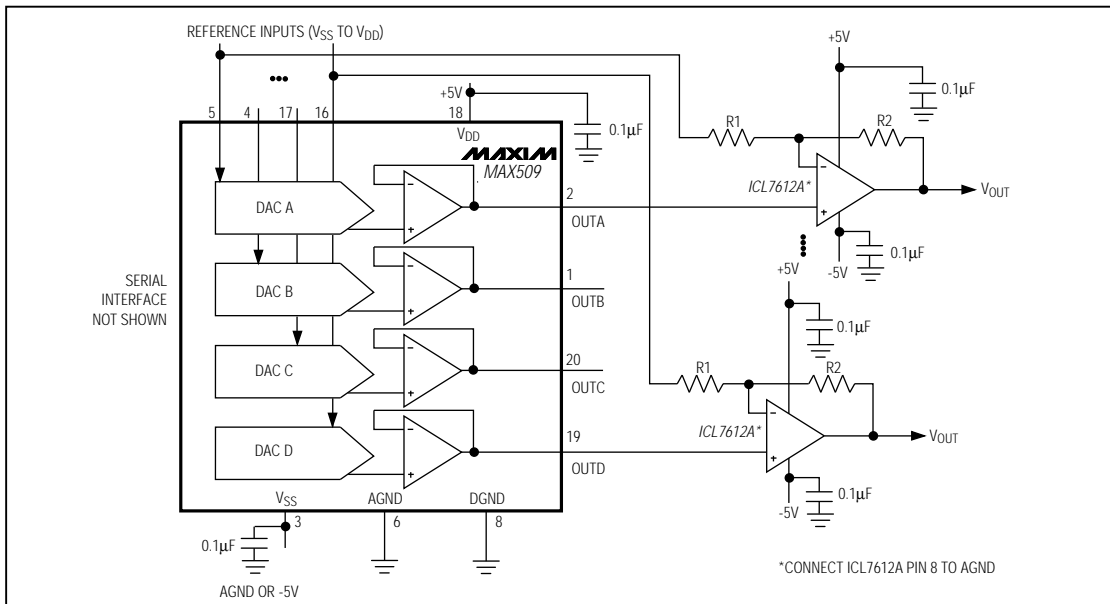 REFERENCE INPUTS (VSS TO VDD)
+5V
0.1μF
•••
5 4 17 16 +5V 18
0.1μF
R1 R2
VDD
MAXIM
MAX509
ICL7612A*
VOUT
DAC A
2
OUTA
0.1μF
-5V
+5V
SERIAL
INTERFACE
NOT SHOWN
DAC B
1
OUTB
0.1μF
DAC C
20
OUTC
R1 R2
ICL7612A*
VOUT
DAC D
19
OUTD
0.1μF
-5V
VSS AGND DGND
3 6 8
0.1μF
AGND OR -5V
*CONNECT ICL7612A PIN 8 TO AGND